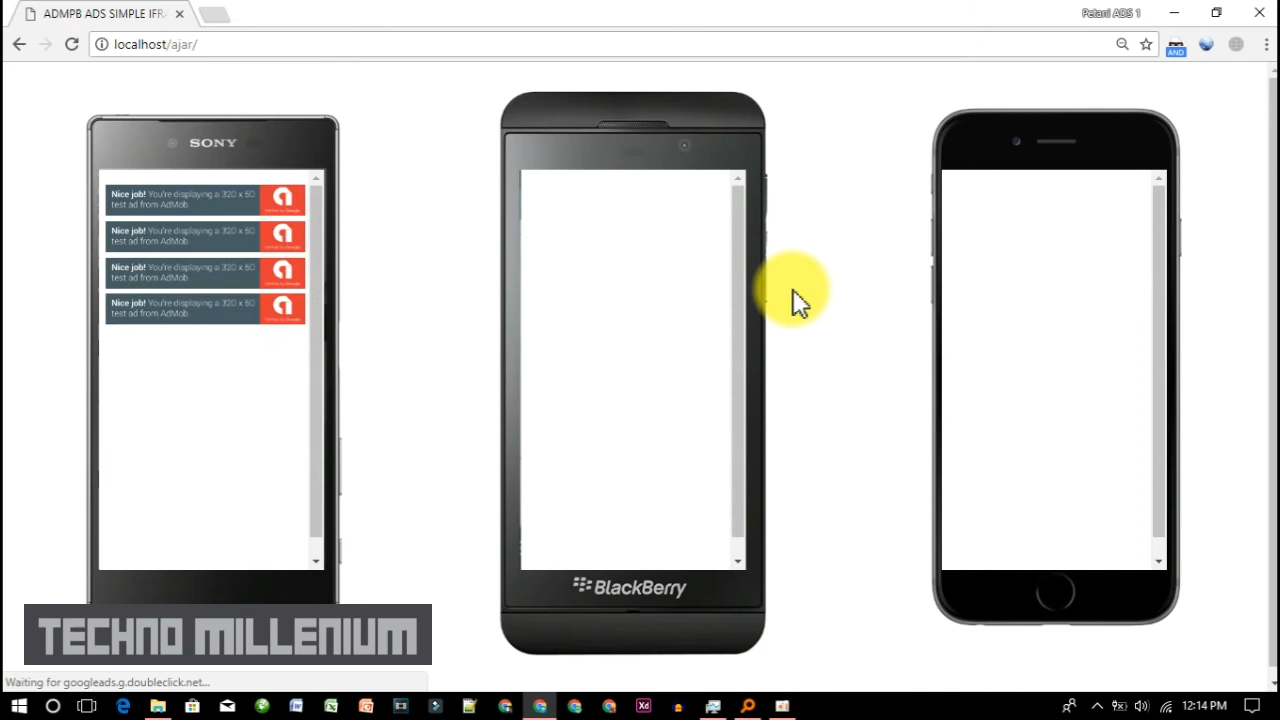 ADMPB ADS SIMPLE IFR
Petani ADS 1
localhost/ajar/
AND
SONY
Nice job! You're displaying a 320 x 50
test ad from AdMob.
Nice job! You're displaying a 320 x 50
test ad from AdMob.
Nice job! You're displaying a 320 x 50
test ad from AdMob.
Nice job! You're displaying a 320 x 50
test ad from AdMob.
BlackBerry
TECHNO MILLENIUM
Waiting for googleads.g.doubleclick.net...
Xd
12:14 PM